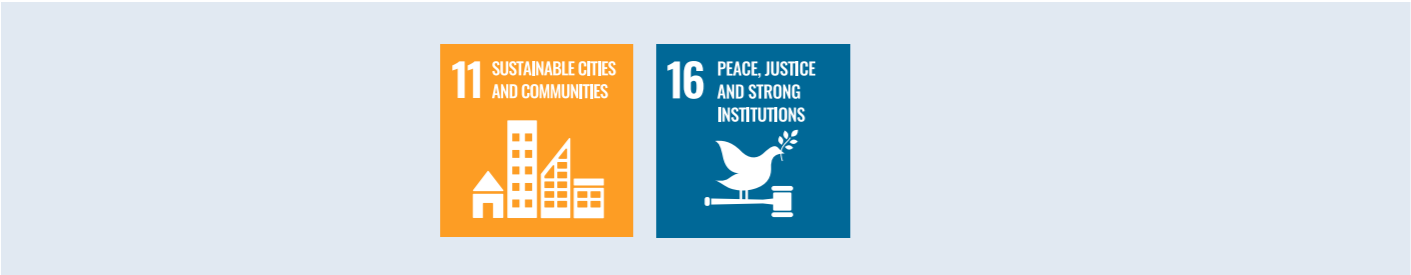 11 SUSTAINABLE CITIES
AND COMMUNITIES
16 PEACE, JUSTICE
AND STRONG
INSTITUTIONS